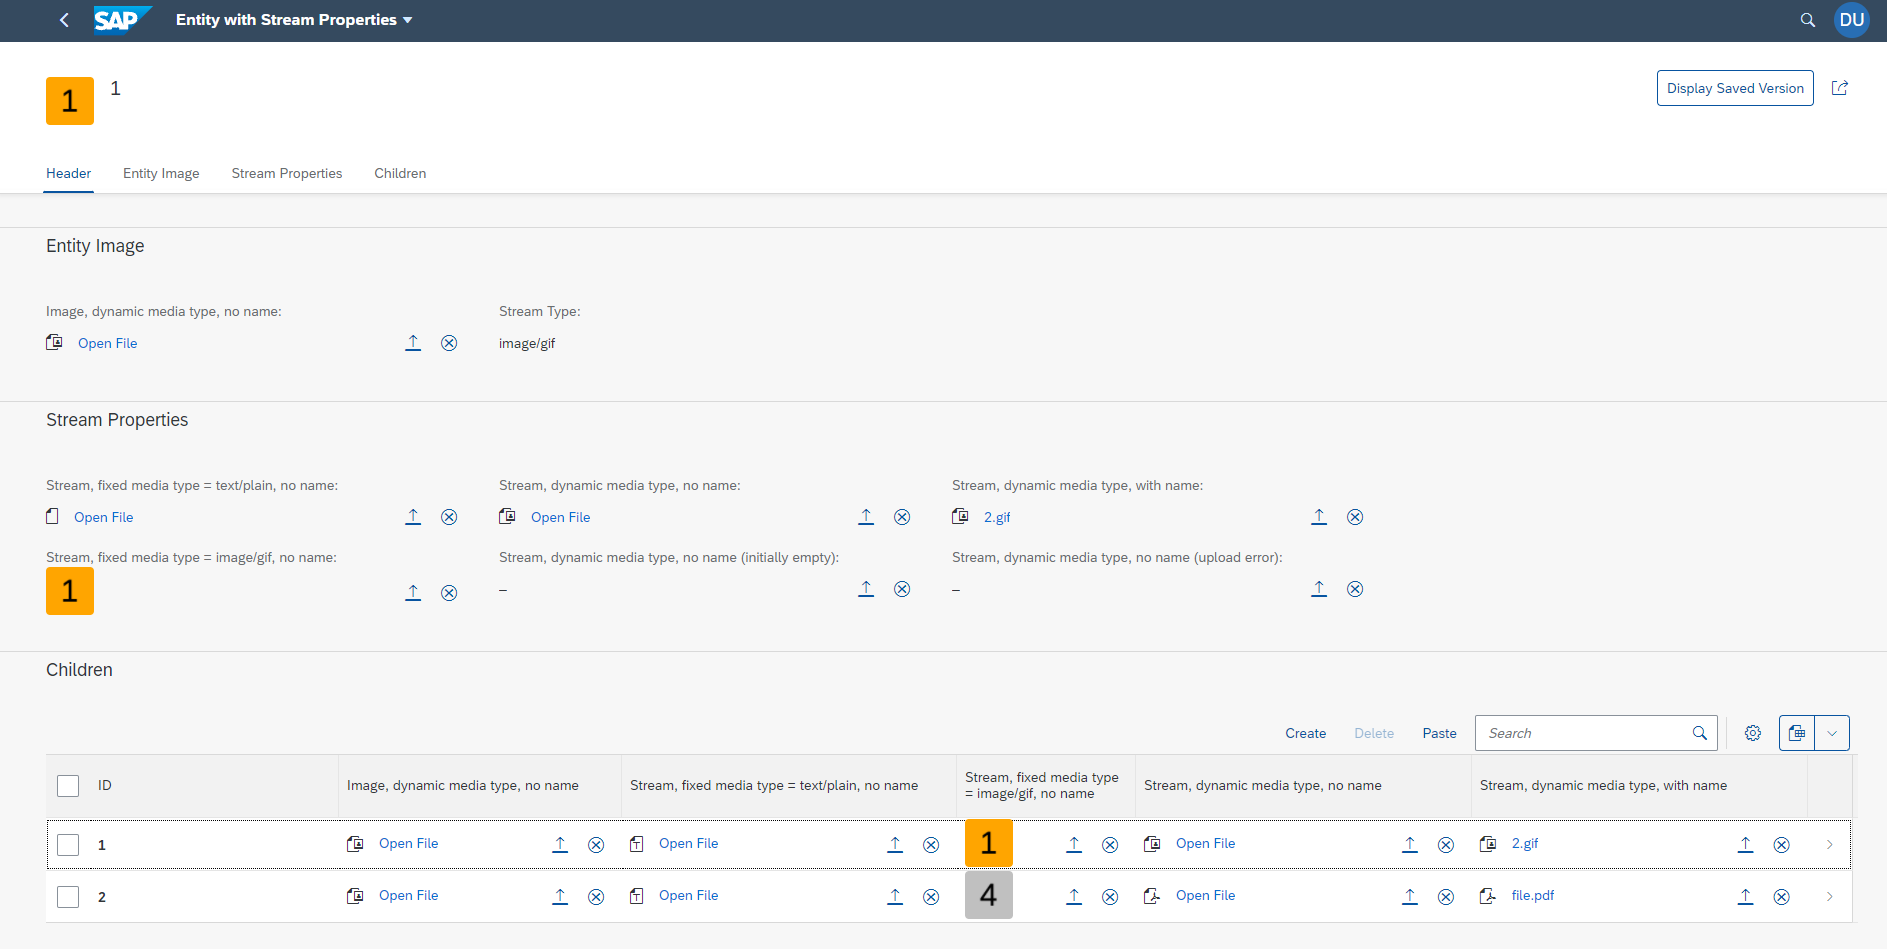 SAP Entity with Stream Properties DU
1 1 Display Saved Version
Header Entity Image Stream Properties Children
Entity Image
Image, dynamic media type, no name: Stream Type:
Open File image/gif
Stream Properties
Stream, fixed media type = text/plain, no name: Stream, dynamic media type, no name: Stream, dynamic media type, with name:
Open File Open File 2.gif
Stream, fixed media type = image/gif, no name: Stream, dynamic media type, no name (initially empty): Stream, dynamic media type, no name (upload error):
1 – –
Children
Create Delete Paste Search
ID Image, dynamic media type, no name Stream, fixed media type = text/plain, no name Stream, fixed media type = image/gif, no name Stream, dynamic media type, no name Stream, dynamic media type, with name
1 Open File Open File 1 Open File 2.gif
2 Open File Open File 4 Open File file.pdf